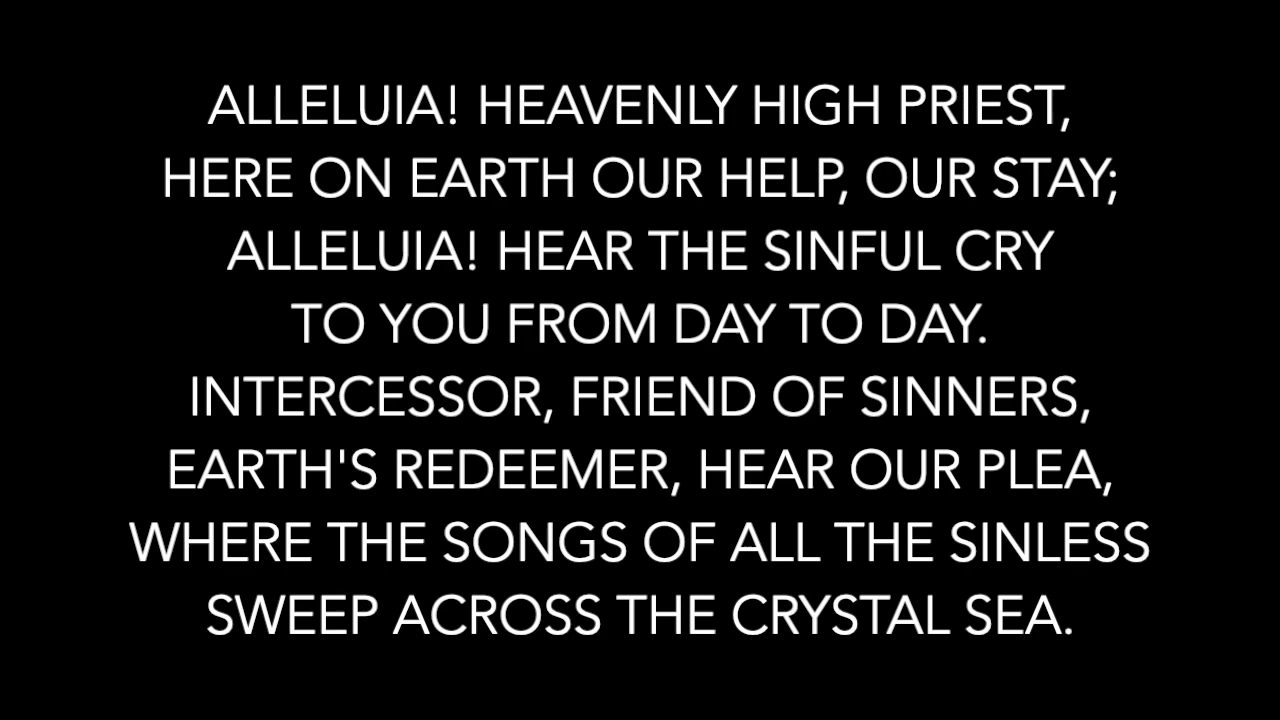 ALLELUIA! HEAVENLY HIGH PRIEST,
HERE ON EARTH OUR HELP, OUR STAY;
ALLELUIA! HEAR THE SINFUL CRY
TO YOU FROM DAY TO DAY.
INTERCESSOR, FRIEND OF SINNERS,
EARTH'S REDEEMER, HEAR OUR PLEA,
WHERE THE SONGS OF ALL THE SINLESS
SWEEP ACROSS THE CRYSTAL SEA.